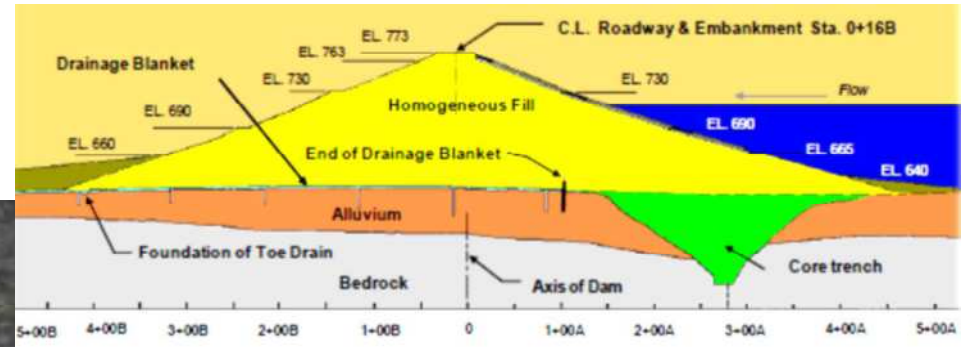 C.L. Roadway & Embankment Sta. 0+16B
EL. 773
EL. 763
Drainage Blanket
EL. 730
EL. 730
Flow
Homogeneous Fill
EL. 690
EL. 690
EL. 660
End of Drainage Blanket
EL. 665
EL. 640
Alluvium
Foundation of Toe Drain
Core trench
Bedrock
Axis of Dam
5+00B 4+00B 3+00B 2+00B 1+00B 0 1+00A 2+00A 3+00A 4+00A 5+00A